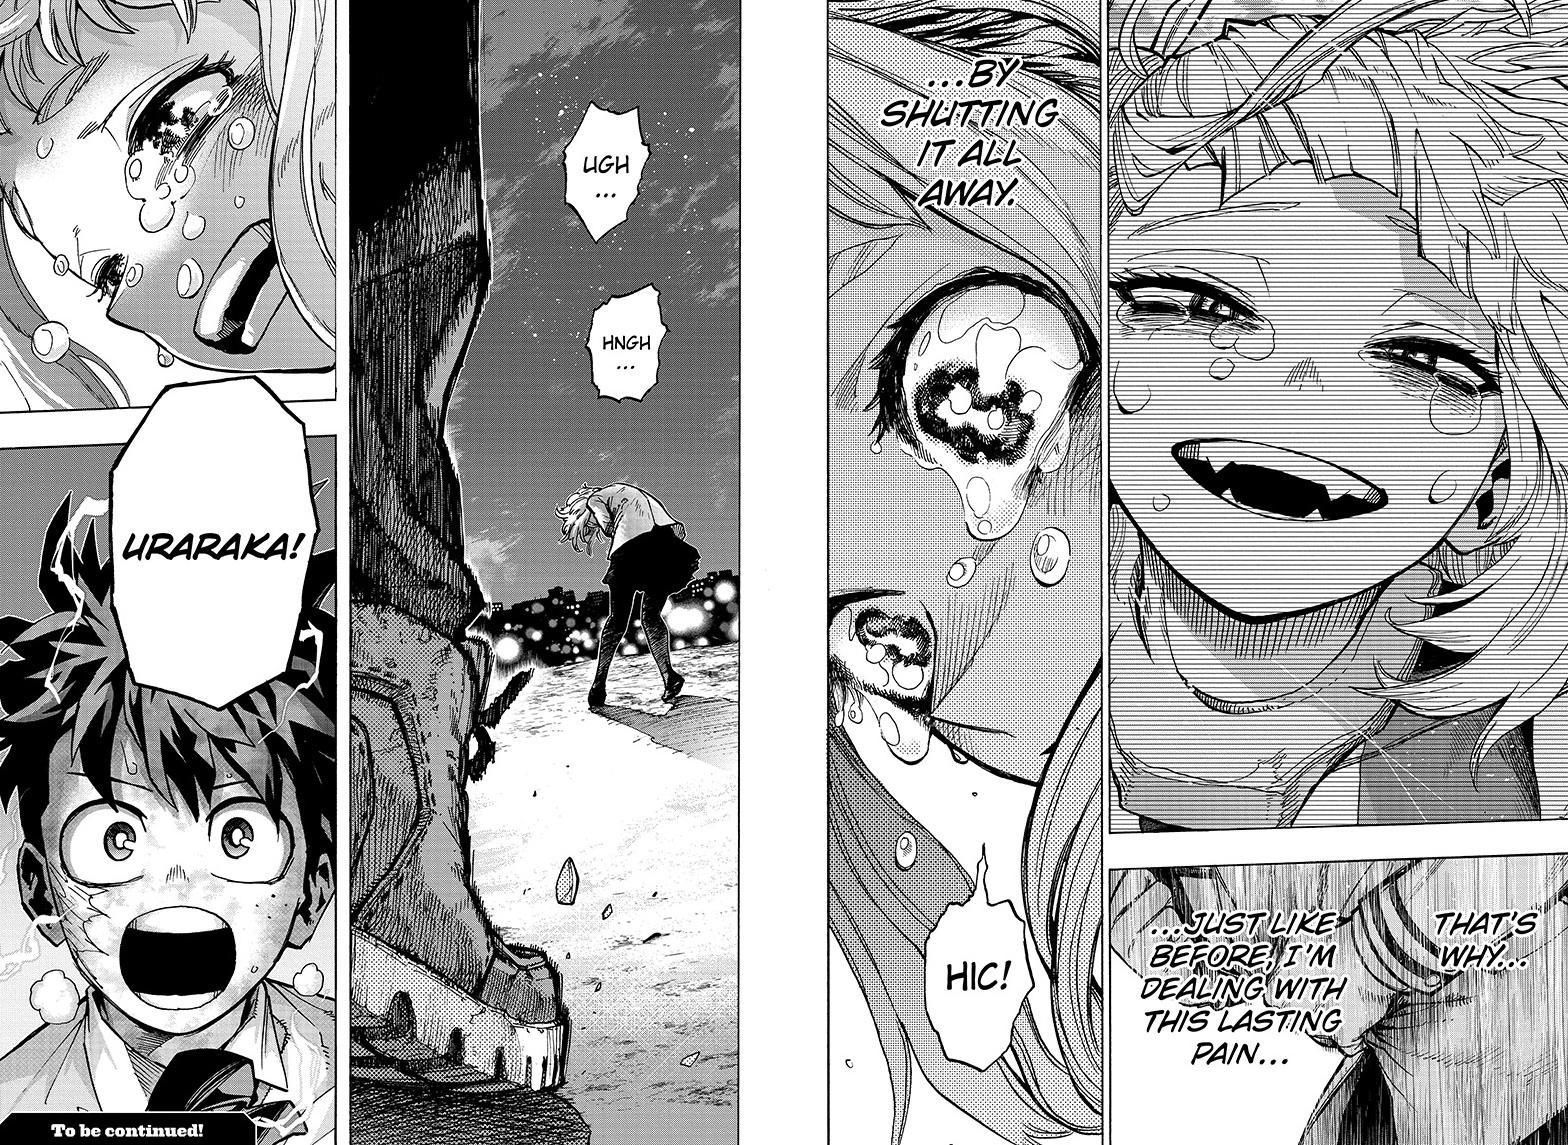 THAT'S
WHY...
...JUST LIKE
BEFORE, I'M
DEALING WITH
THIS LASTING
PAIN...
...BY
SHUTTING
IT ALL
AWAY.
HIC!
UGH
...
HNGH
...
URARAKA!
To be continued!